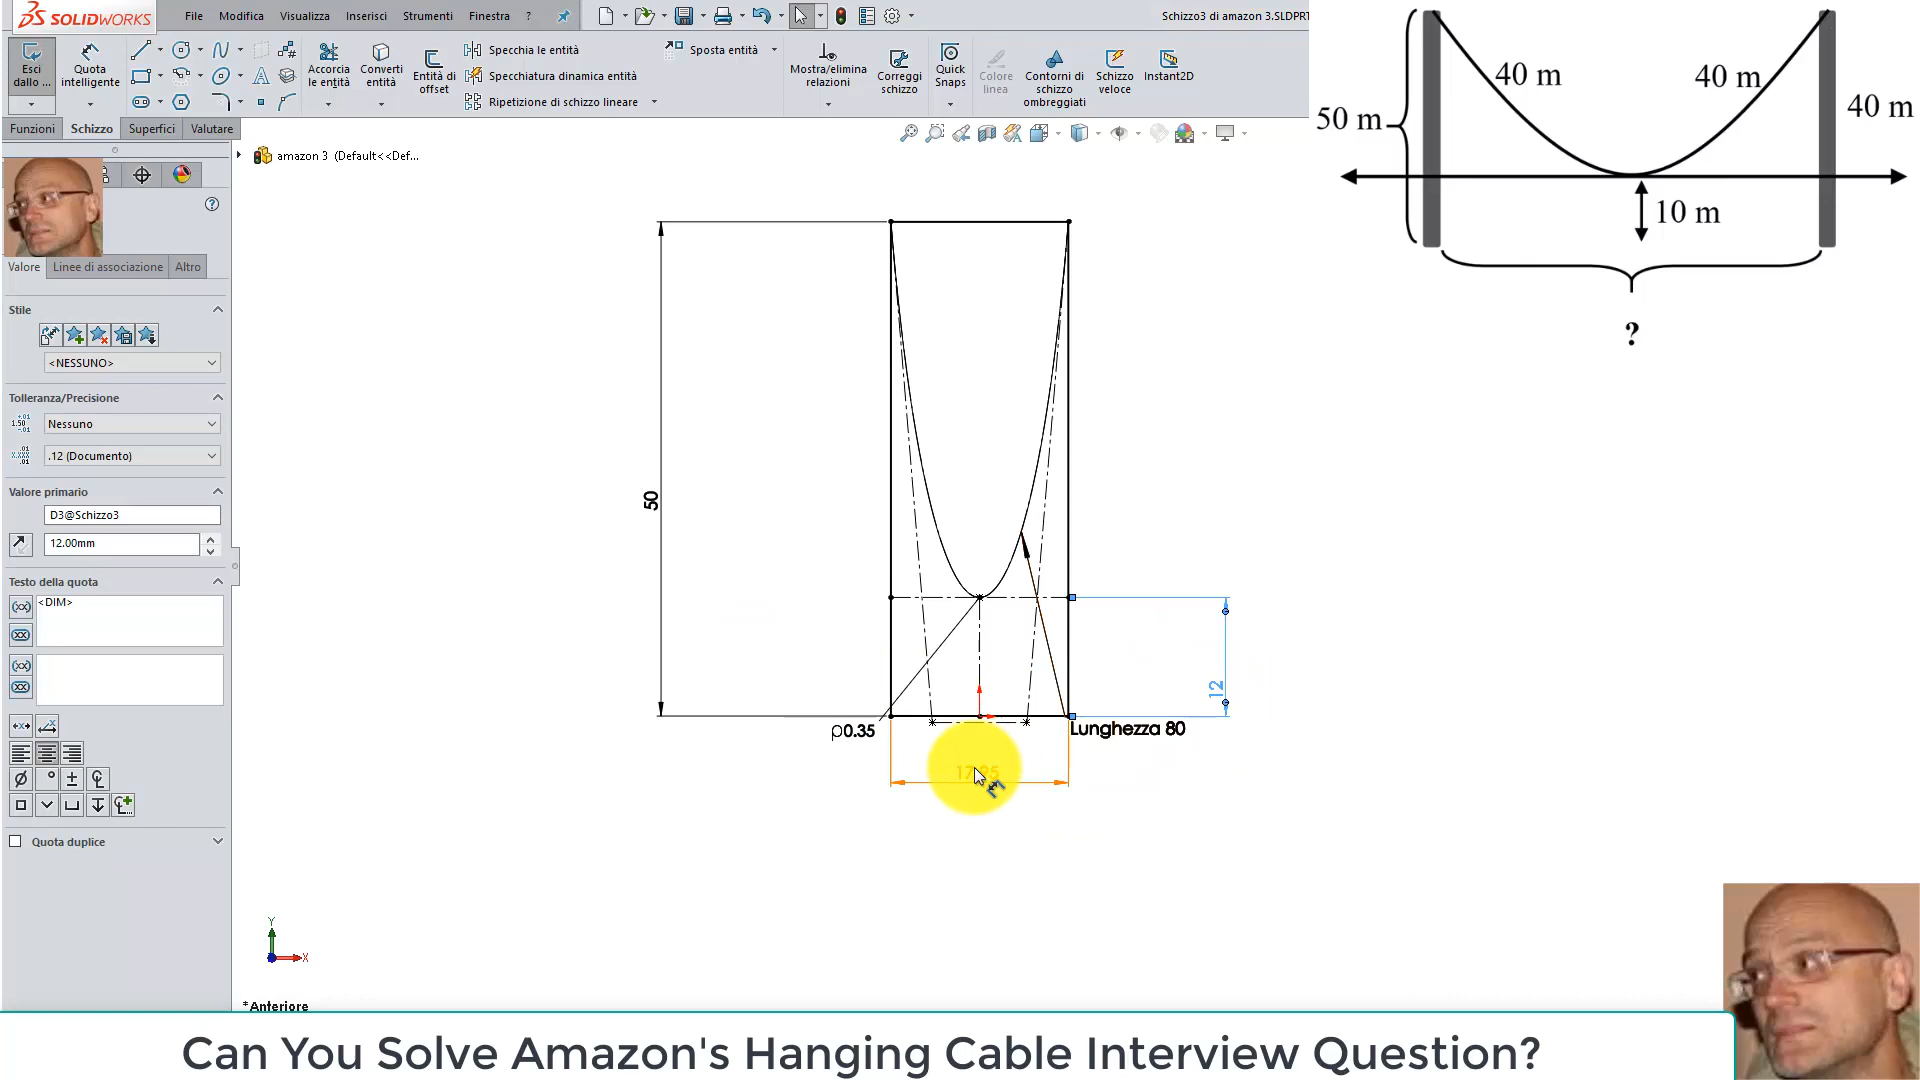 SOLIDWORKS
File Modifica Visualizza Inserisci Strumenti Finestra ?
Schizzo3 di amazon 3.SLDPRT
Esci dallo ...
Quota intelligente
Accorcia le entità
Converti entità
Entità di offset
Specchia le entità
Specchiatura dinamica entità
Ripetizione di schizzo lineare
Sposta entità
Mostra/elimina relazioni
Correggi schizzo
Quick Snaps
Colore linea
Contorni di schizzo ombreggiati
Schizzo veloce
Instant2D
Funzioni Schizzo Superfici Valutare
amazon 3 (Default<<Def...
Valore Linee di associazione Altro
Stile
<NESSUNO>
Tolleranza/Precisione
Nessuno
.12 (Documento)
Valore primario
D3@Schizzo3
12.00mm
Testo della quota
<DIM>
Quota duplice
50
12
ρ0.35
Lunghezza 80
Y
X
*Anteriore
40 m
40 m
50 m
40 m
10 m
?
Can You Solve Amazon's Hanging Cable Interview Question?